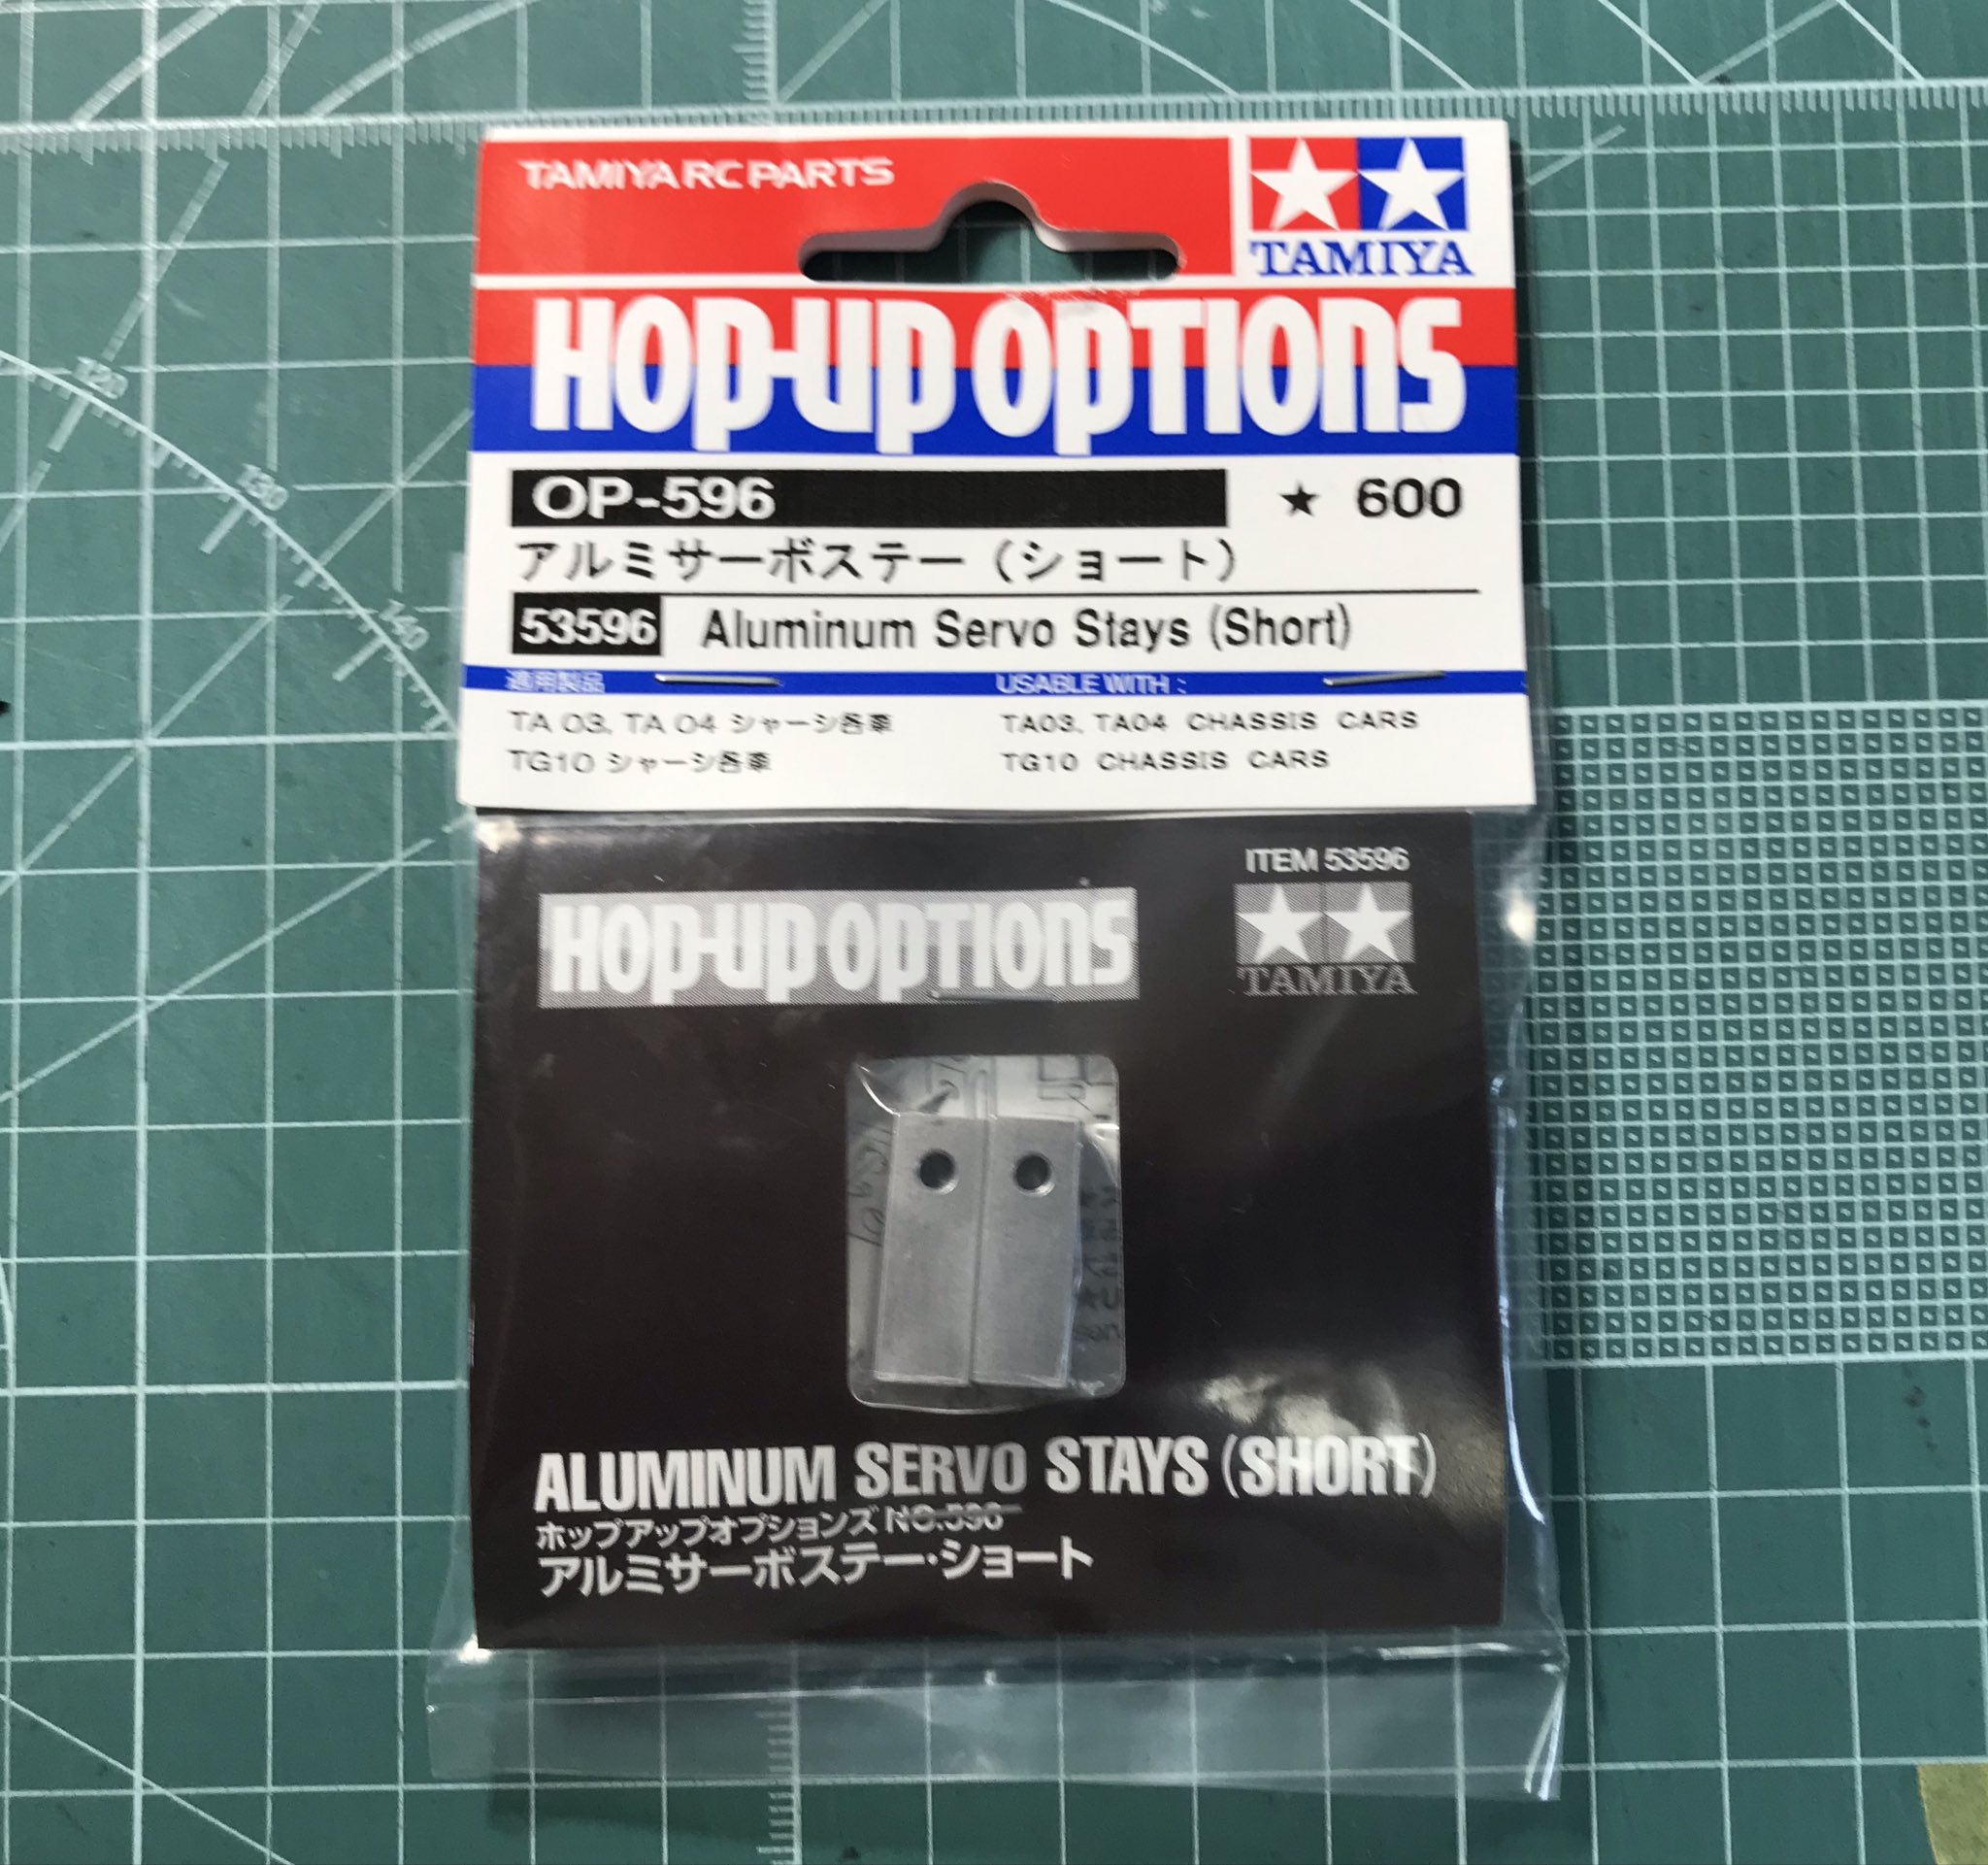 TAMIYA RC PARTS
TAMIYA
HOP-UP OPTIONS
OP-596 ★ 600
アルミサーボステー（ショート）
53596 Aluminum Servo Stays (Short)
適用製品 USABLE WITH :
TA 03, TA 04 シャーシ各車 TA03, TA04 CHASSIS CARS
TG10 シャーシ各車 TG10 CHASSIS CARS
ITEM 53596
HOP-UP OPTIONS
TAMIYA
ALUMINUM SERVO STAYS (SHORT)
ホップアップオプションズ NO.596
アルミサーボステー・ショート
120
130
140